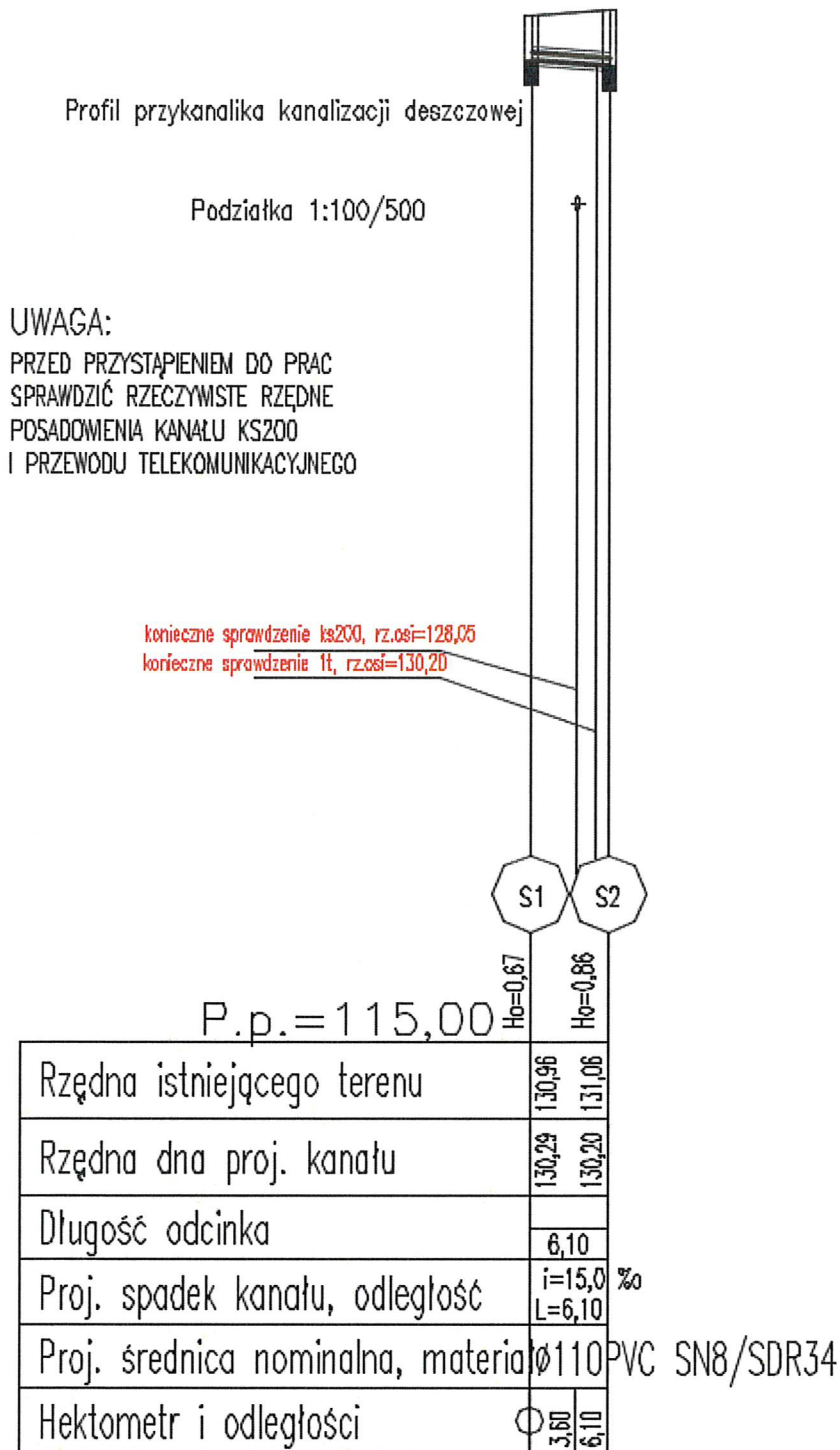 Profil przykanalika kanalizacji deszczowej
Podziałka 1:100/500
UWAGA:
PRZED PRZYSTĄPIENIEM DO PRAC
SPRAWDZIĆ RZECZYWISTE RZĘDNE
POSADOWIENIA KANAŁU KS200
I PRZEWODU TELEKOMUNIKACYJNEGO
konieczne sprawdzenie ks200, rz.osi=128,05
konieczne sprawdzenie 1t, rz.osi=130,20
S1 S2
Ho=0,67 Ho=0,86
P.p.=115,00
Rzędna istniejącego terenu 130,96 131,06
Rzędna dna proj. kanału 130,29 130,20
Długość odcinka 6,10
Proj. spadek kanału, odległość i=15,0 ‰
L=6,10
Proj. średnica nominalna, materiał ø110PVC SN8/SDR34
Hektometr i odległości 3,60 6,10